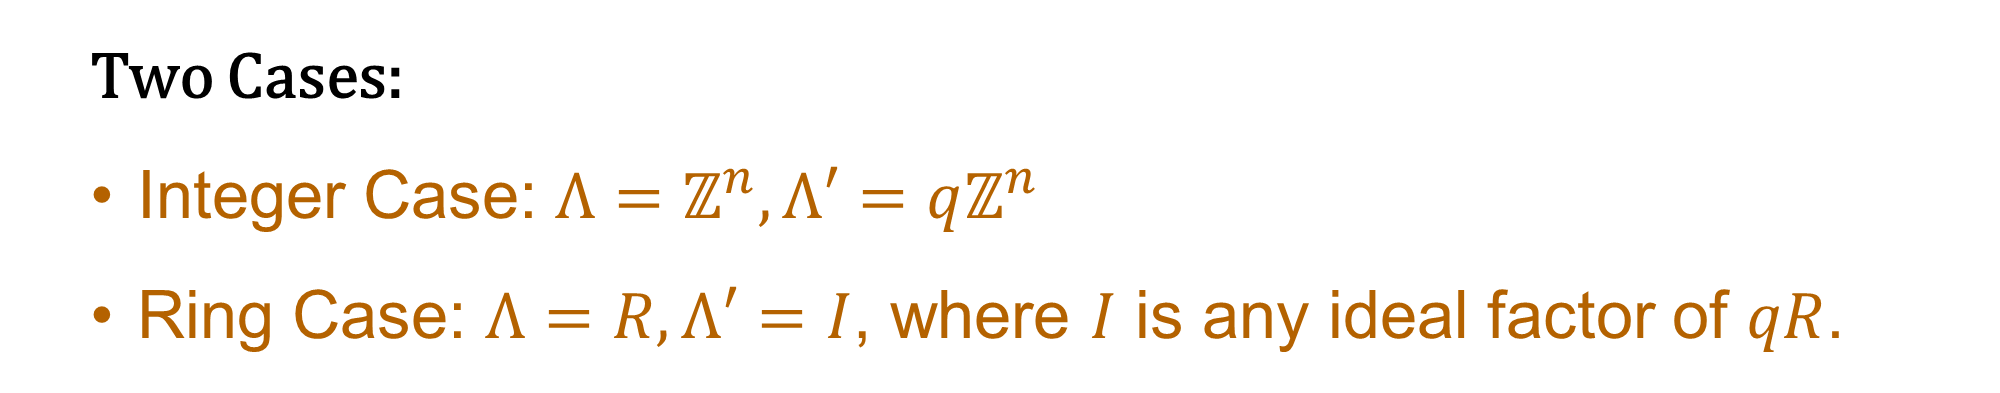 Two Cases:
• Integer Case: Λ = ℤⁿ, Λ′ = qℤⁿ
• Ring Case: Λ = R, Λ′ = I, where I is any ideal factor of qR.